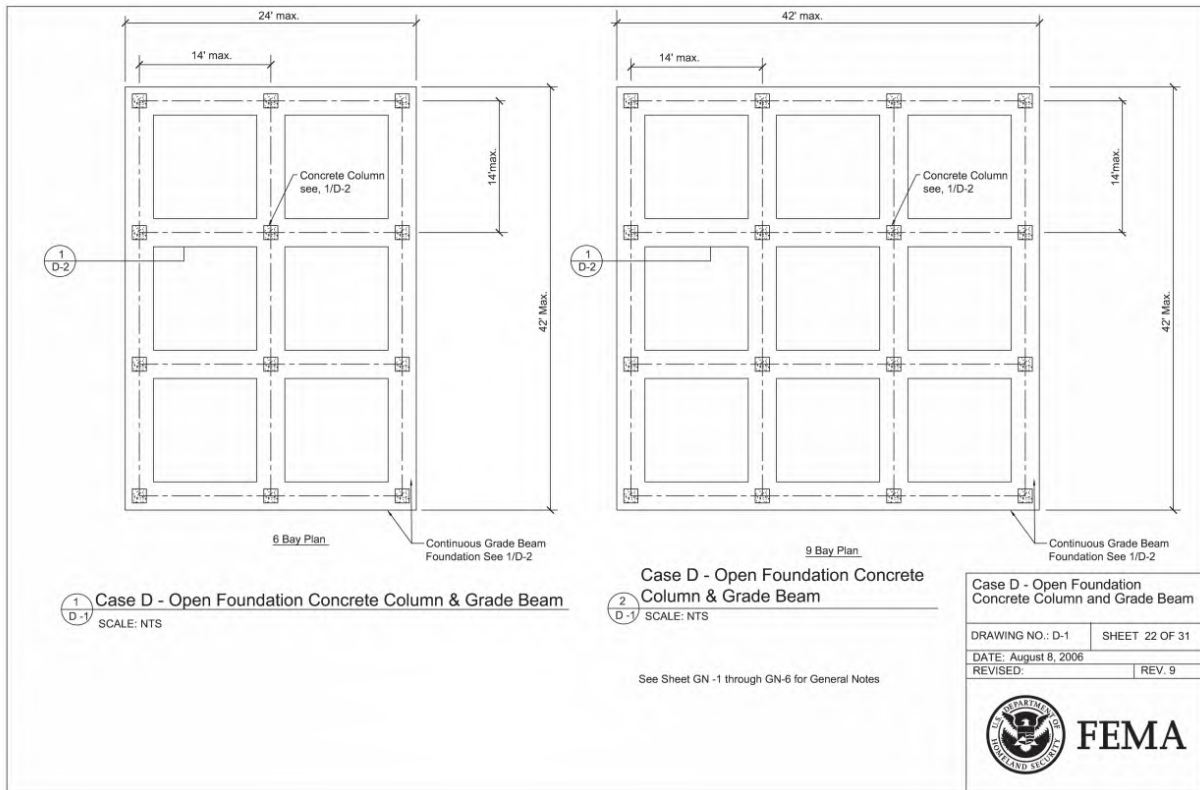 24' max.
14' max.
14'max.
Concrete Column
see, 1/D-2
1
D-2
42' Max.
6 Bay Plan
Continuous Grade Beam
Foundation See 1/D-2
1
D -1
Case D - Open Foundation Concrete Column & Grade Beam
SCALE: NTS
42' max.
14' max.
14'max.
Concrete Column
see, 1/D-2
1
D-2
42' Max.
9 Bay Plan
Continuous Grade Beam
Foundation See 1/D-2
2
D -1
Case D - Open Foundation Concrete
Column & Grade Beam
SCALE: NTS
See Sheet GN -1 through GN-6 for General Notes
Case D - Open Foundation
Concrete Column and Grade Beam
DRAWING NO.: D-1
SHEET 22 OF 31
DATE: August 8, 2006
REVISED:
REV. 9
U.S. DEPARTMENT OF
HOMELAND SECURITY
FEMA